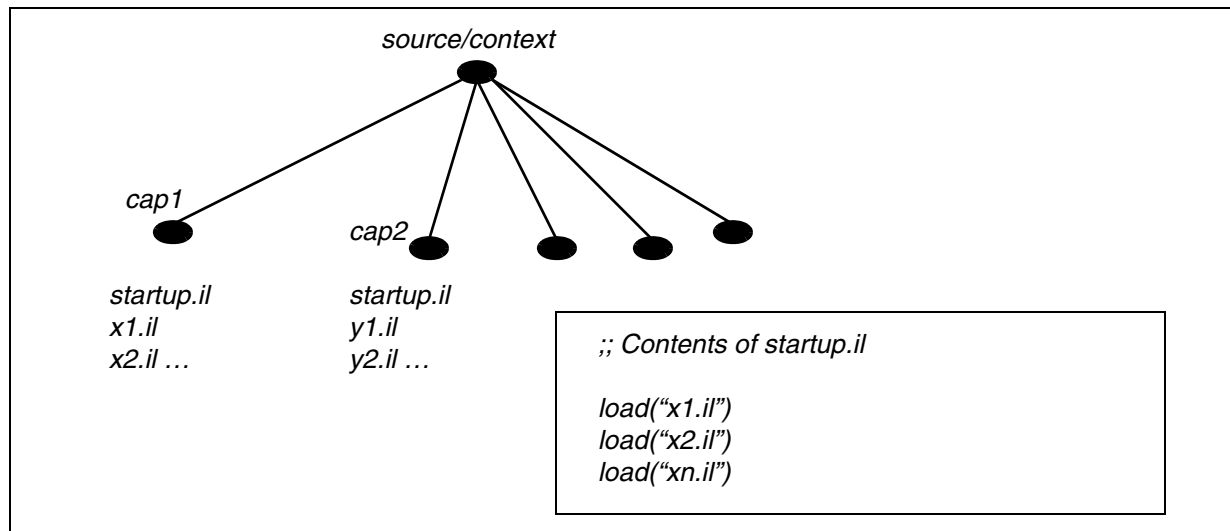 source/context
cap1
cap2
startup.il
x1.il
x2.il …
startup.il
y1.il
y2.il …
;; Contents of startup.il
load(“x1.il”)
load(“x2.il”)
load(“xn.il”)